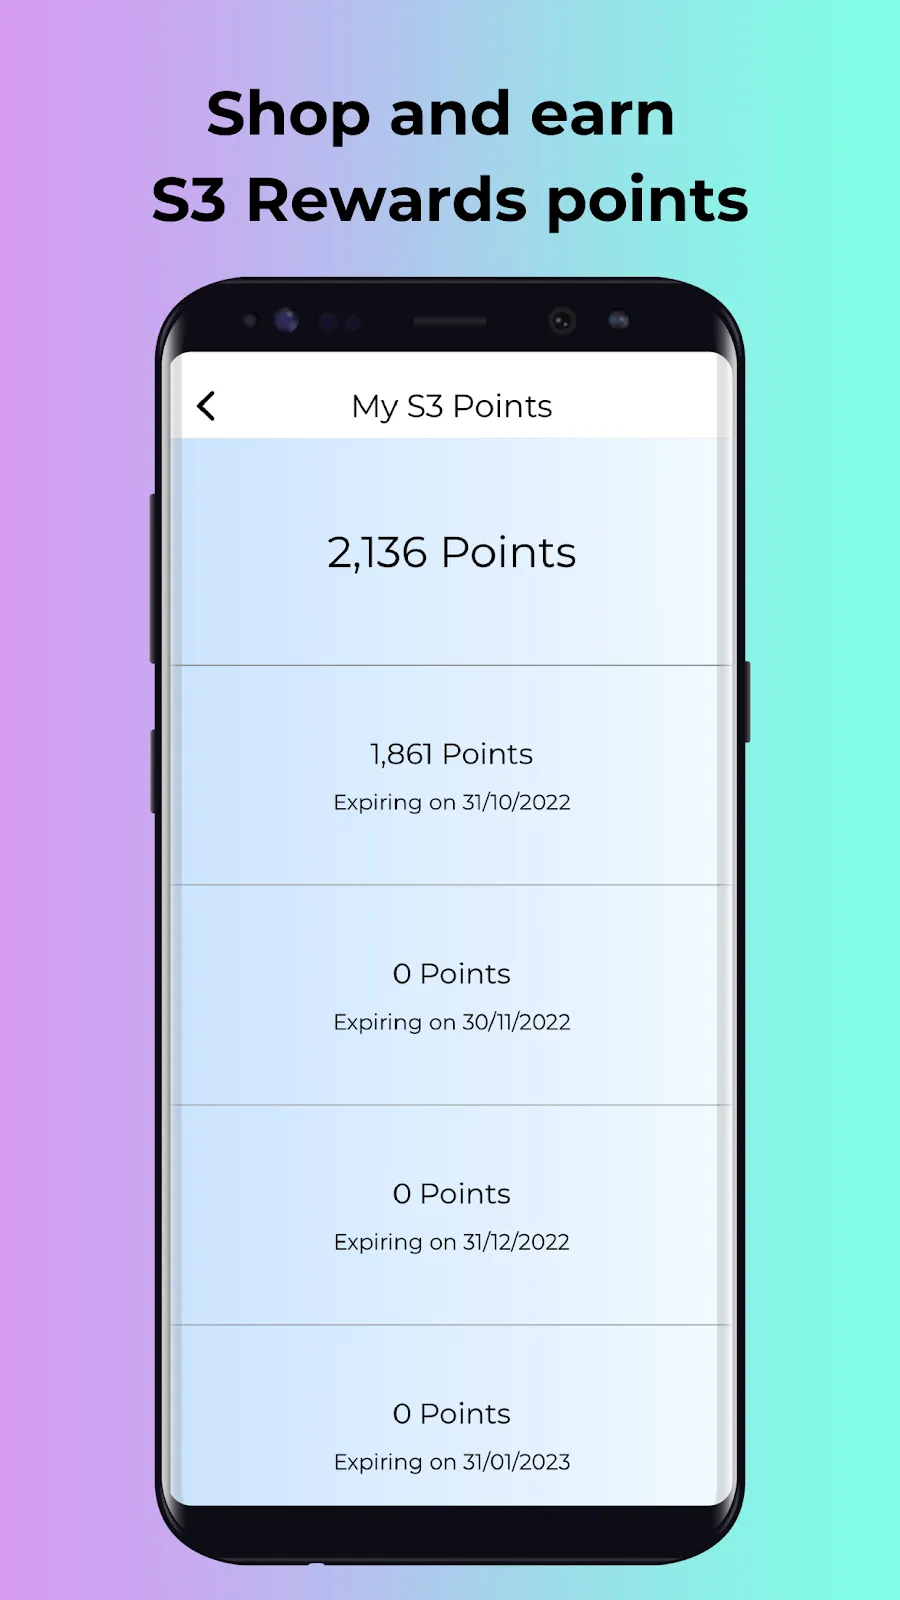 Shop and earn
S3 Rewards points
My S3 Points
2,136 Points
1,861 Points
Expiring on 31/10/2022
0 Points
Expiring on 30/11/2022
0 Points
Expiring on 31/12/2022
0 Points
Expiring on 31/01/2023